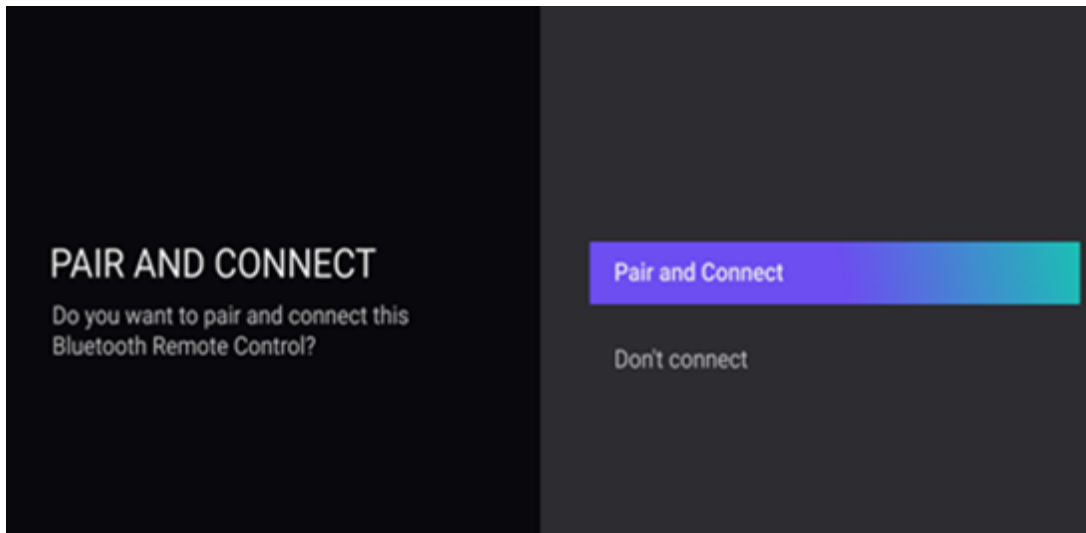 PAIR AND CONNECT
Do you want to pair and connect this
Bluetooth Remote Control?
Pair and Connect
Don't connect